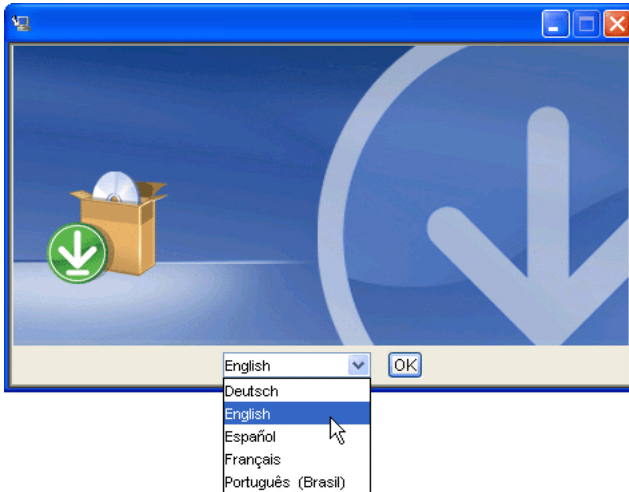 English OK
Deutsch
English
Español
Français
Português (Brasil)